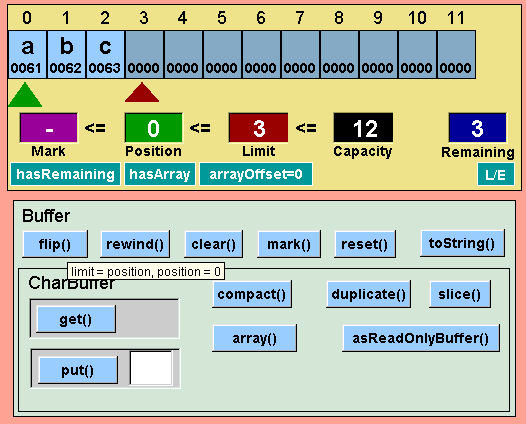 0 1 2 3 4 5 6 7 8 9 10 11
a b c
0061 0062 0063 0000 0000 0000 0000 0000 0000 0000 0000 0000
- <= 0 <= 3 <= 12 3
Mark Position Limit Capacity Remaining
hasRemaining hasArray arrayOffset=0 L/E
Buffer
flip() rewind() clear() mark() reset() toString()
limit = position, position = 0
CharBuffer
compact() duplicate() slice()
get()
array() asReadOnlyBuffer()
put()